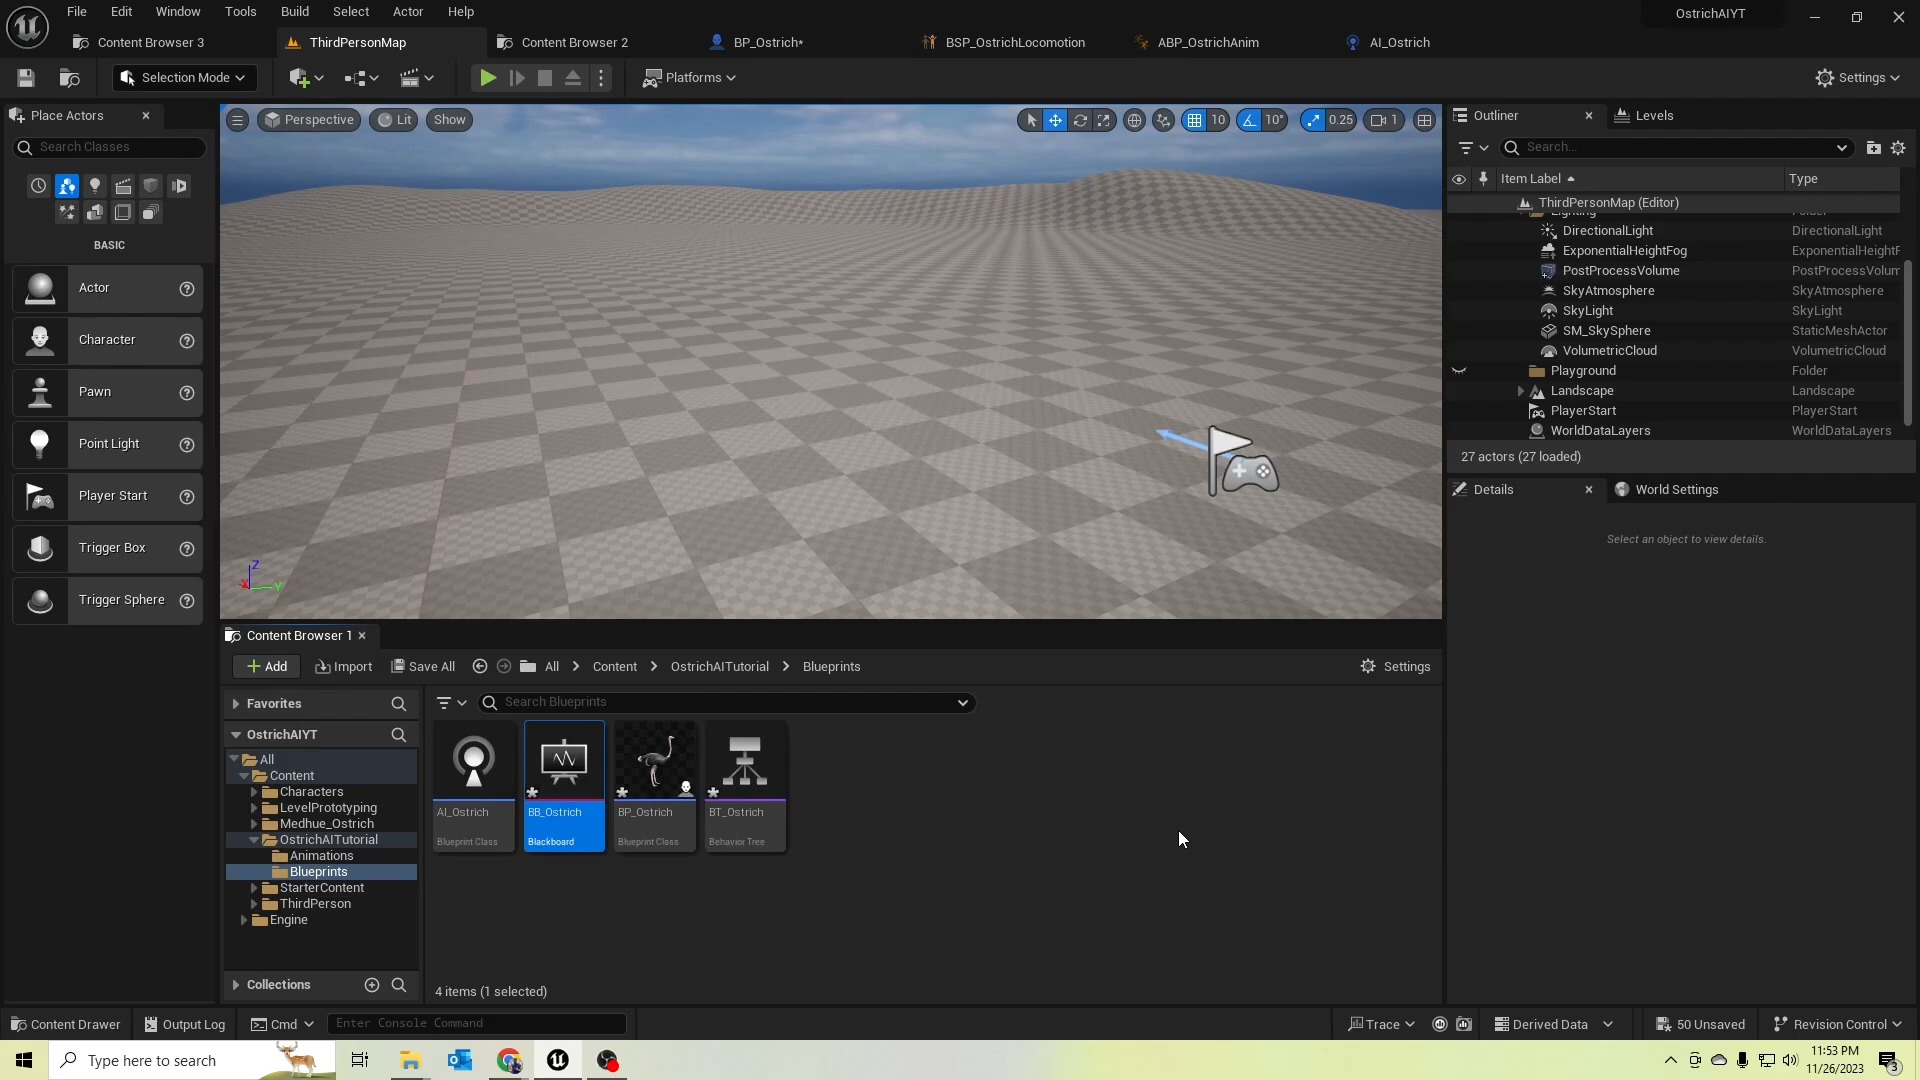 File Edit Window Tools Build Select Actor Help
OstrichAIYT
Content Browser 3
ThirdPersonMap
Content Browser 2
BP_Ostrich*
BSP_OstrichLocomotion
ABP_OstrichAnim
AI_Ostrich
Selection Mode
Platforms
Settings
Place Actors
Search Classes
BASIC
Actor
Character
Pawn
Point Light
Player Start
Trigger Box
Trigger Sphere
Perspective
Lit
Show
10
10°
0.25
1
Z
X
Y
Outliner
Levels
Search...
Item Label
Type
ThirdPersonMap (Editor)
Lighting Folder
DirectionalLight DirectionalLight
ExponentialHeightFog ExponentialHeightF
PostProcessVolume PostProcessVolum
SkyAtmosphere SkyAtmosphere
SkyLight SkyLight
SM_SkySphere StaticMeshActor
VolumetricCloud VolumetricCloud
Playground Folder
Landscape Landscape
PlayerStart PlayerStart
WorldDataLayers WorldDataLayers
27 actors (27 loaded)
Details
World Settings
Select an object to view details.
Content Browser 1
Add
Import
Save All
All > Content > OstrichAITutorial > Blueprints
Settings
Favorites
OstrichAIYT
All
Content
Characters
LevelPrototyping
Medhue_Ostrich
OstrichAITutorial
Animations
Blueprints
StarterContent
ThirdPerson
Engine
Collections
Search Blueprints
AI_Ostrich
Blueprint Class
BB_Ostrich
Blackboard
BP_Ostrich
Blueprint Class
BT_Ostrich
Behavior Tree
4 items (1 selected)
Content Drawer
Output Log
Cmd
Enter Console Command
Trace
Derived Data
50 Unsaved
Revision Control
Type here to search
11:53 PM
11/26/2023
3